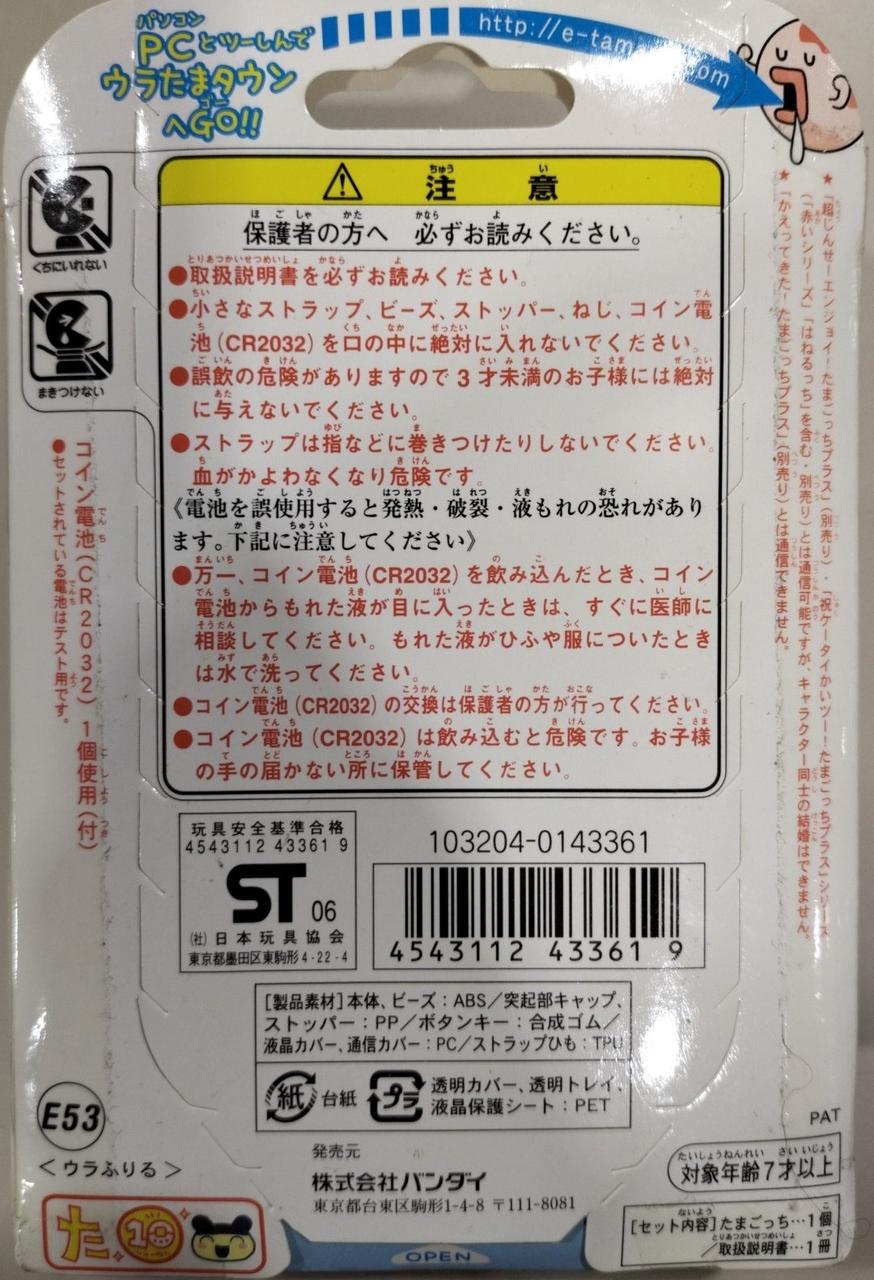 パソコン
PCとツーしんで
ウラたまタウン
へGO!!
http://e-tama
om
くちにいれない
まきつけない
⚠ 注意
保護者の方へ 必ずお読みください。
●取扱説明書を必ずお読みください。
●小さなストラップ、ビーズ、ストッパー、ねじ、コイン電
池(CR2032)を口の中に絶対に入れないでください。
●誤飲の危険がありますので3才未満のお子様には絶対
に与えないでください。
●ストラップは指などに巻きつけたりしないでください。
血がかよわなくなり危険です。
《電池を誤使用すると発熱・破裂・液もれの恐れがあり
ます。下記に注意してください》
●万一、コイン電池(CR2032)を飲み込んだとき、コイン
電池からもれた液が目に入ったときは、すぐに医師に
相談してください。もれた液がひふや服についたとき
は水で洗ってください。
●コイン電池(CR2032)の交換は保護者の方が行ってください。
●コイン電池(CR2032)は飲み込むと危険です。お子様
の手の届かない所に保管してください。
★「超じんせーエンジョイ!たまごっちプラス」(別売り)・「祝ケータイかいツー!たまごっちプラス」シリーズ
(「赤いシリーズ」「はねるっち」を含む・別売り)とは通信可能ですが、キャラクター同士の結婚はできません。
★「かえってきた!たまごっちプラス」(別売り)とは通信できません。
コイン電池(CR2032)1個使用(付)
●セットされている電池はテスト用です。
玩具安全基準合格
4543112 43361 9
ST 06
(社)日本玩具協会
東京都墨田区東駒形4-22-4
103204-0143361
4543112 43361 9
[製品素材]本体、ビーズ:ABS/突起部キャップ、
ストッパー:PP/ボタンキー:合成ゴム/
液晶カバー、通信カバー:PC/ストラップひも:TPU
紙 台紙
プラ 透明カバー、透明トレイ、
液晶保護シート:PET
E53
<ウラふりる>
発売元
株式会社バンダイ
東京都台東区駒形1-4-8 〒111-8081
PAT
対象年齢7才以上
[セット内容]たまごっち…1個
/取扱説明書…1冊
た 10
OPEN